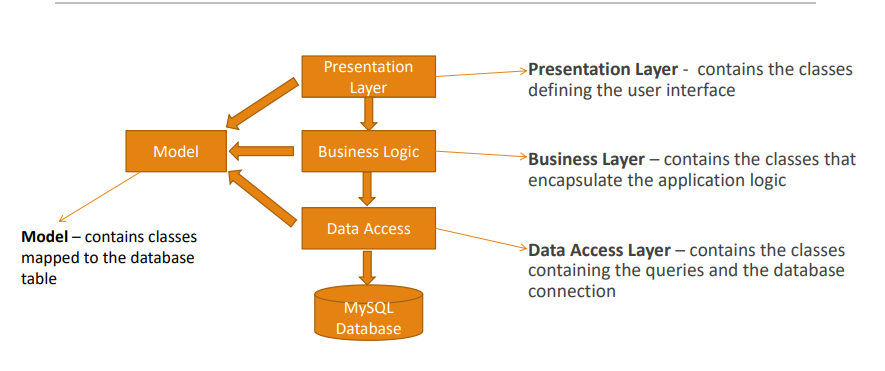 Presentation
Layer
Presentation Layer - contains the classes
defining the user interface
Model
Business Logic
Business Layer – contains the classes that
encapsulate the application logic
Data Access
Model – contains classes
mapped to the database
table
Data Access Layer – contains the classes
containing the queries and the database
connection
MySQL
Database